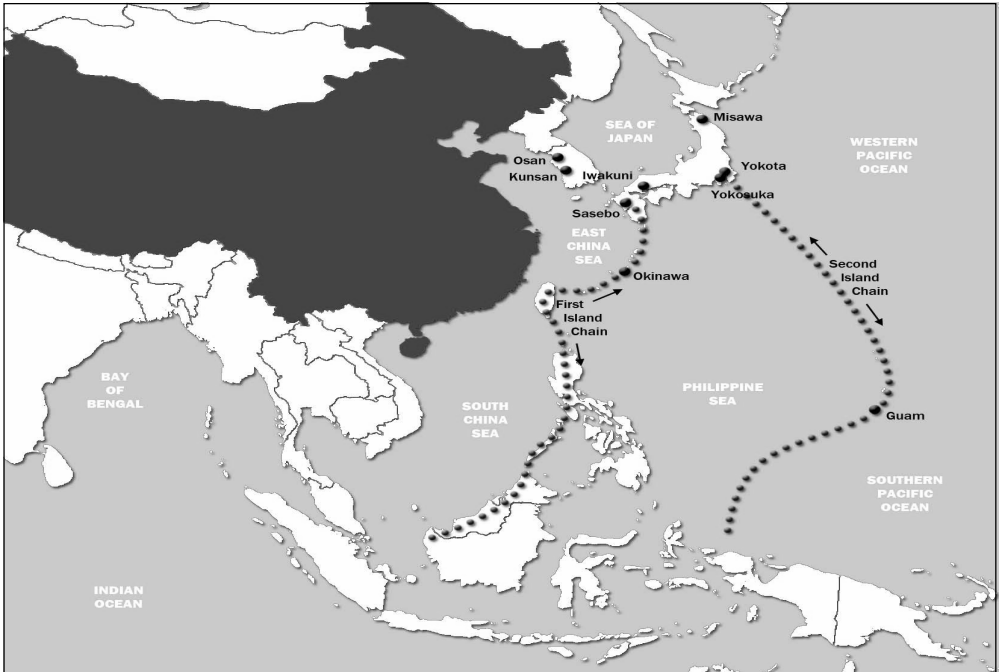 Misawa
SEA OF
JAPAN
WESTERN
PACIFIC
OCEAN
Osan
Kunsan
Iwakuni
Yokota
Yokosuka
Sasebo
EAST
CHINA
SEA
Second
Island
Chain
Okinawa
First
Island
Chain
BAY
OF
BENGAL
PHILIPPINE
SEA
SOUTH
CHINA
SEA
Guam
SOUTHERN
PACIFIC
OCEAN
INDIAN
OCEAN